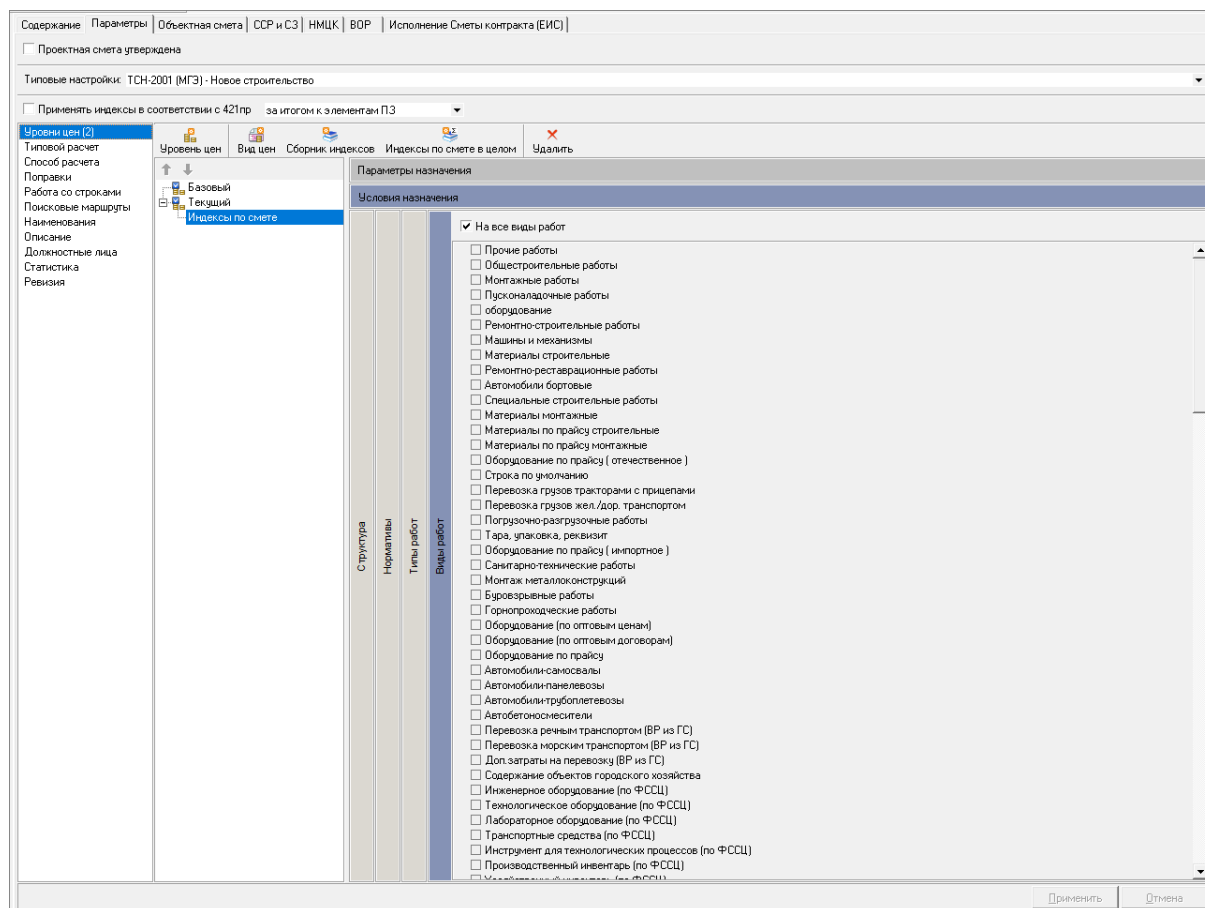 Содержание Параметры Объектная смета ССР и СЗ НМЦК ВОР Исполнение Сметы контракта (ЕИС)
Проектная смета утверждена
Типовые настройки: ТСН-2001 (МГЭ) - Новое строительство
Применять индексы в соответствии с 421пр за итогом к элементам ПЗ
Уровни цен (2)
Типовой расчет
Способ расчета
Поправки
Работа со строками
Поисковые маршруты
Наименования
Описание
Должностные лица
Статистика
Ревизия
Уровень цен Вид цен Сборник индексов Индексы по смете в целом Удалить
Базовый
Текущий
Индексы по смете
Параметры назначения
Условия назначения
Структура
Нормативы
Типы работ
Виды работ
На все виды работ
Прочие работы
Общестроительные работы
Монтажные работы
Пусконаладочные работы
оборудование
Ремонтно-строительные работы
Машины и механизмы
Материалы строительные
Ремонтно-реставрационные работы
Автомобили бортовые
Специальные строительные работы
Материалы монтажные
Материалы по прайсу строительные
Материалы по прайсу монтажные
Оборудование по прайсу ( отечественное )
Строка по умолчанию
Перевозка грузов тракторами с прицепами
Перевозка грузов жел./дор. транспортом
Погрузочно-разгрузочные работы
Тара, упаковка, реквизит
Оборудование по прайсу ( импортное )
Санитарно-технические работы
Монтаж металлоконструкций
Буровзрывные работы
Горнопроходческие работы
Оборудование (по оптовым ценам)
Оборудование (по оптовым договорам)
Оборудование по прайсу
Автомобили-самосвалы
Автомобили-панелевозы
Автомобили-трубоплетевозы
Автобетоносмесители
Перевозка речным транспортом (ВР из ГС)
Перевозка морским транспортом (ВР из ГС)
Доп.затраты на перевозку (ВР из ГС)
Содержание объектов городского хозяйства
Инженерное оборудование (по ФССЦ)
Технологическое оборудование (по ФССЦ)
Лабораторное оборудование (по ФССЦ)
Транспортные средства (по ФССЦ)
Инструмент для технологических процессов (по ФССЦ)
Производственный инвентарь (по ФССЦ)
Применить Отмена